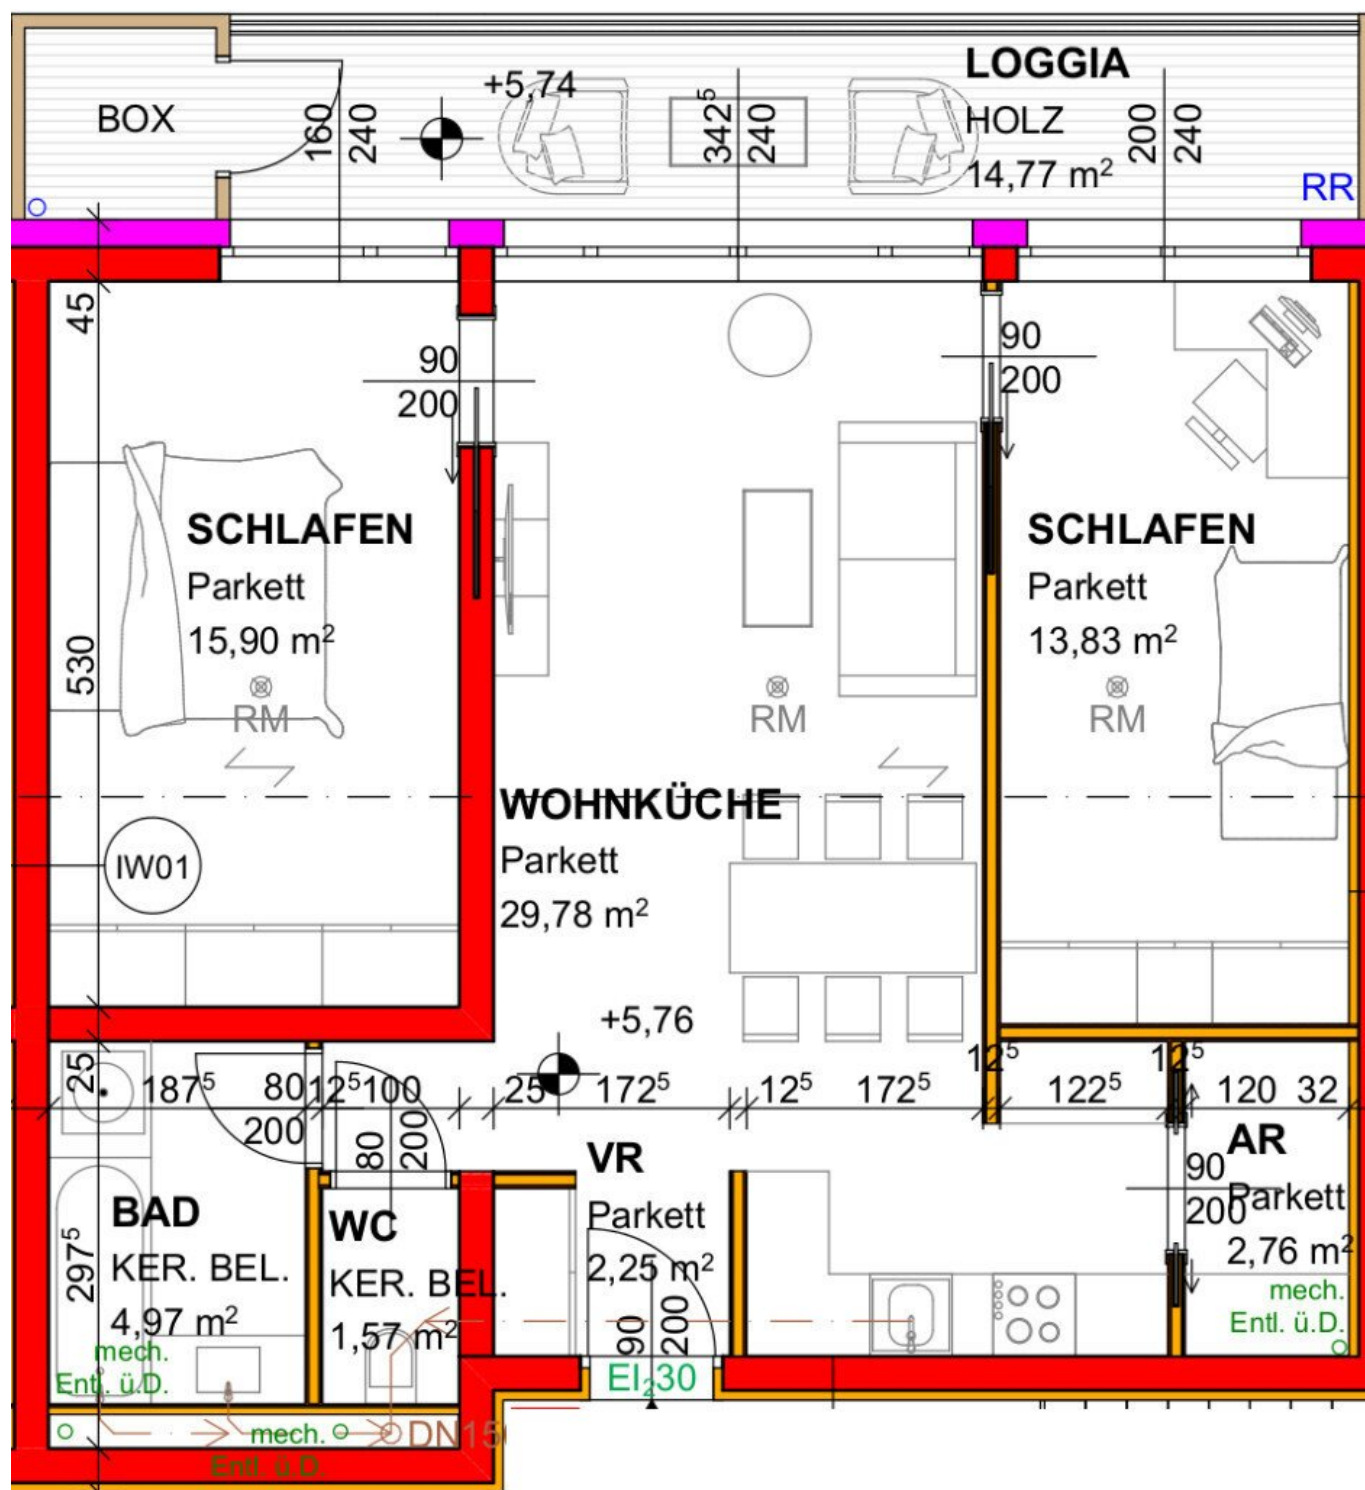 LOGGIA
HOLZ
14,77 m²
BOX
+5,74
160
240
342⁵
240
200
240
RR
45
90
200
90
200
SCHLAFEN
Parkett
15,90 m²
RM
530
RM
SCHLAFEN
Parkett
13,83 m²
RM
IW01
WOHNKÜCHE
Parkett
29,78 m²
+5,76
25
187⁵
80
200
12⁵
100
80
200
25
172⁵
12⁵
172⁵
12⁵
122⁵
12⁵
120
32
297⁵
BAD
KER. BEL.
4,97 m²
mech.
Entl. ü.D.
WC
KER. BEL.
1,57 m²
VR
Parkett
2,25 m²
90
200
EI₂30
90
200
AR
Parkett
2,76 m²
mech.
Entl. ü.D.
mech.
Entl. ü.D.
DN150